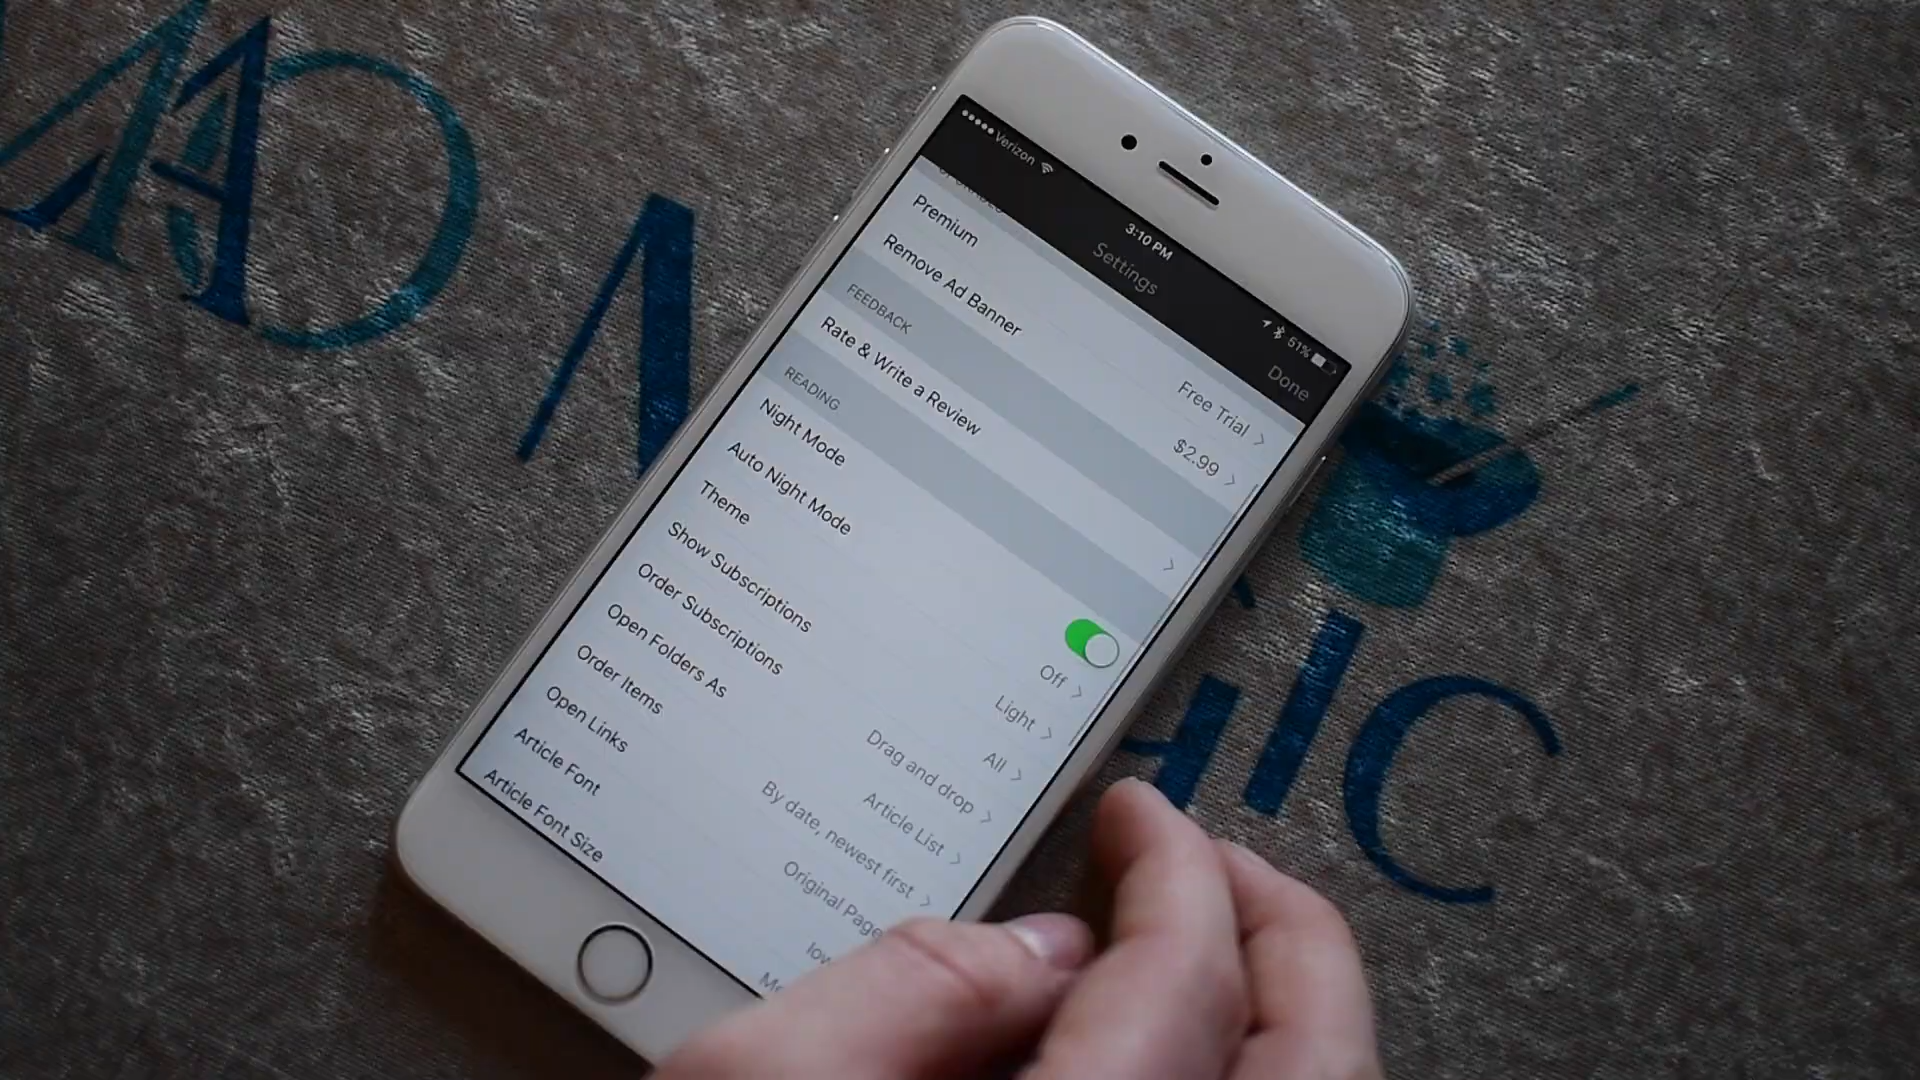 Verizon
3:10 PM
51%
Settings
Done
Premium
Free Trial
Remove Ad Banner
$2.99
FEEDBACK
Rate & Write a Review
READING
Night Mode
Auto Night Mode
Off
Theme
Light
Show Subscriptions
All
Order Subscriptions
Drag and drop
Open Folders As
Article List
Order Items
By date, newest first
Open Links
Original Page
Article Font
Article Font Size